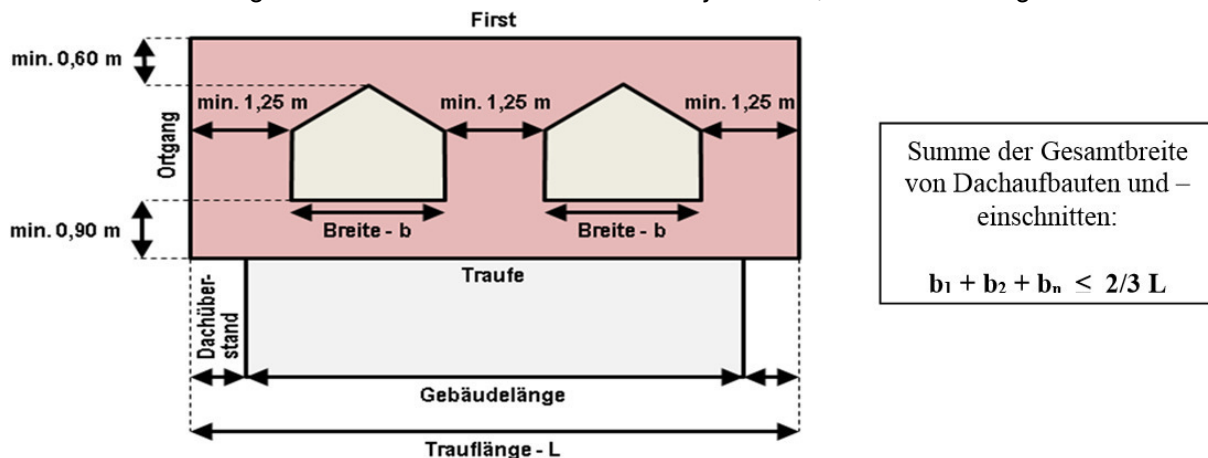 First
min. 0,60 m
min. 1,25 m
min. 1,25 m
min. 1,25 m
Ortgang
min. 0,90 m
Breite - b
Breite - b
Traufe
Dachüber-
stand
Gebäudelänge
Trauflänge - L
Summe der Gesamtbreite
von Dachaufbauten und –
einschnitten:
b₁ + b₂ + bₙ ≤ 2/3 L